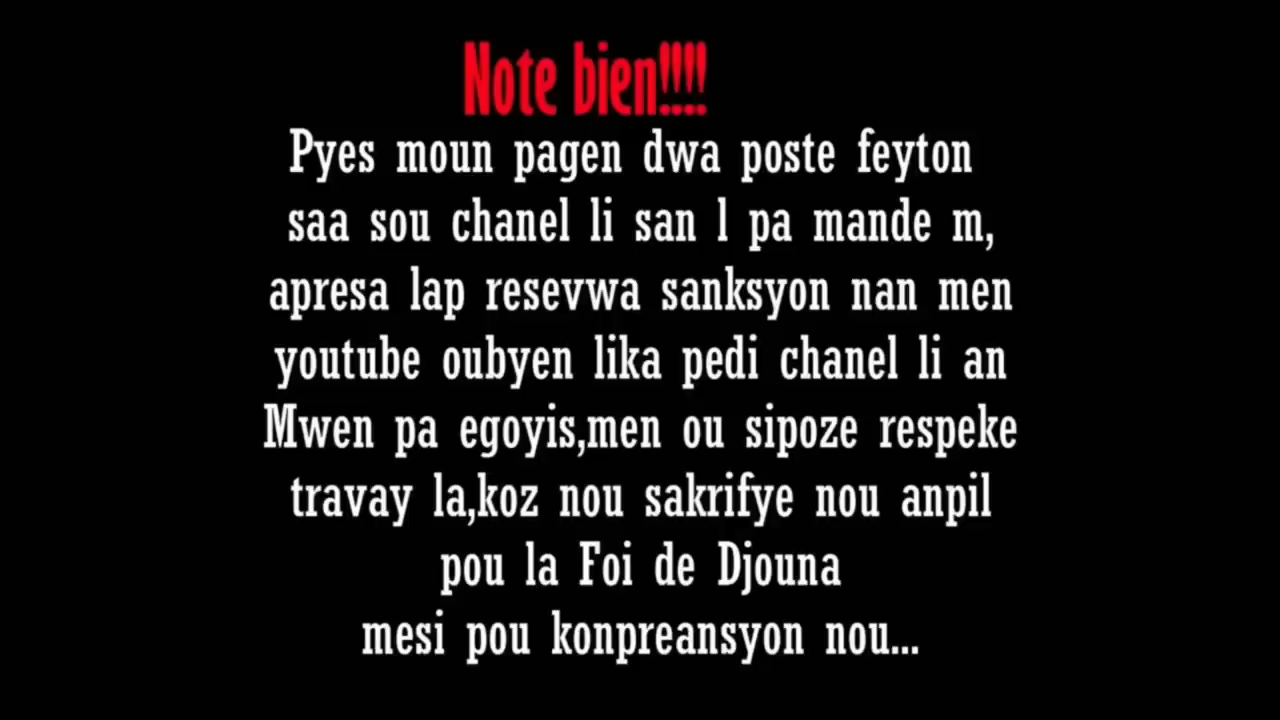 Note bien!!!!
Pyes moun pagen dwa poste feyton
saa sou chanel li san l pa mande m,
apresa lap resevwa sanksyon nan men
youtube oubyen lika pedi chanel li an
Mwen pa egoyis,men ou sipoze respeke
travay la,koz nou sakrifye nou anpil
pou la Foi de Djouna
mesi pou konpreansyon nou...